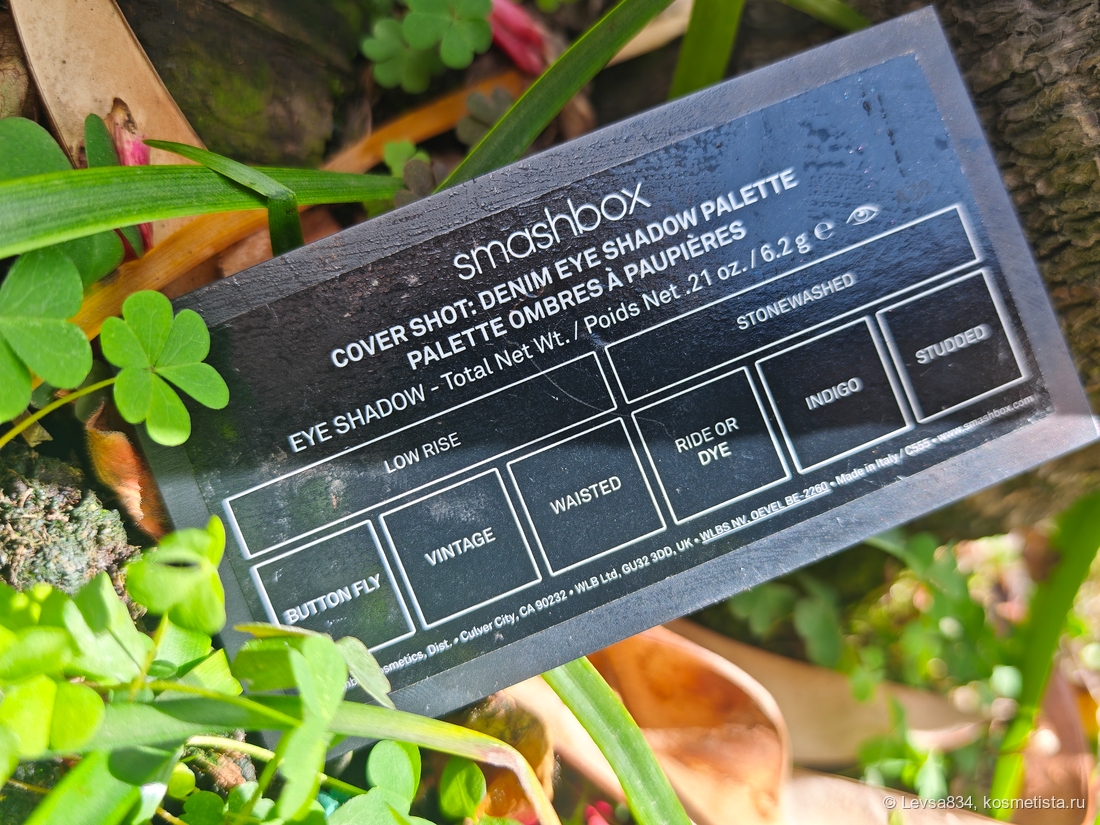 smashbox
COVER SHOT: DENIM EYE SHADOW PALETTE
PALETTE OMBRES À PAUPIÈRES
EYE SHADOW - Total Net Wt. / Poids Net .21 oz. / 6.2 g ℮
LOW RISE
STONEWASHED
BUTTON FLY
VINTAGE
WAISTED
RIDE OR
DYE
INDIGO
STUDDED
Dist. • Culver City, CA 90232 • WLB Ltd, GU32 3DD, UK • WLBS NV. OEVEL BE-2260 • Made in Italy / C555 • www.smashbox.com
© Levsa834, kosmetista.ru